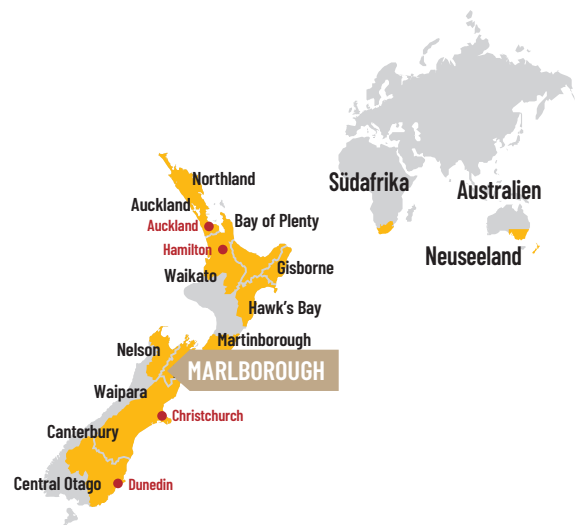 Northland
Auckland
Auckland
Bay of Plenty
Hamilton
Waikato
Gisborne
Hawk's Bay
Martinborough
Nelson
MARLBOROUGH
Waipara
Christchurch
Canterbury
Central Otago
Dunedin
Südafrika
Australien
Neuseeland